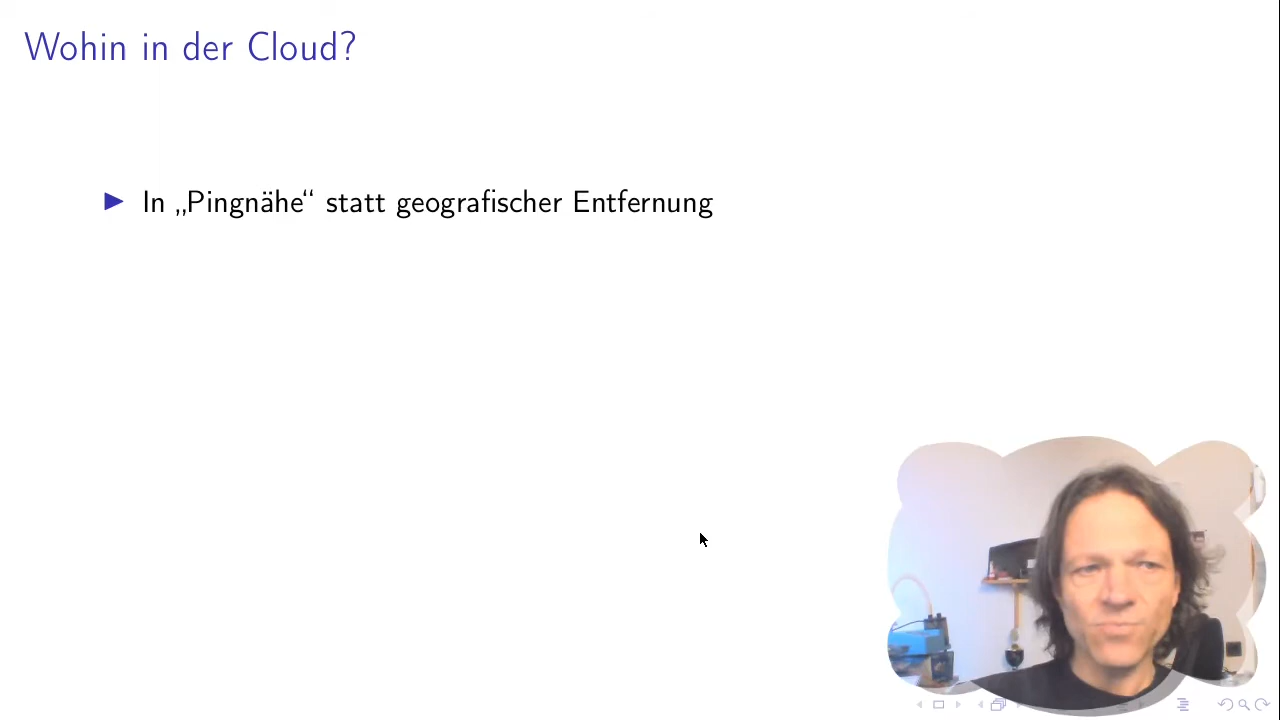 Wohin in der Cloud?
In „Pingnähe“ statt geografischer Entfernung